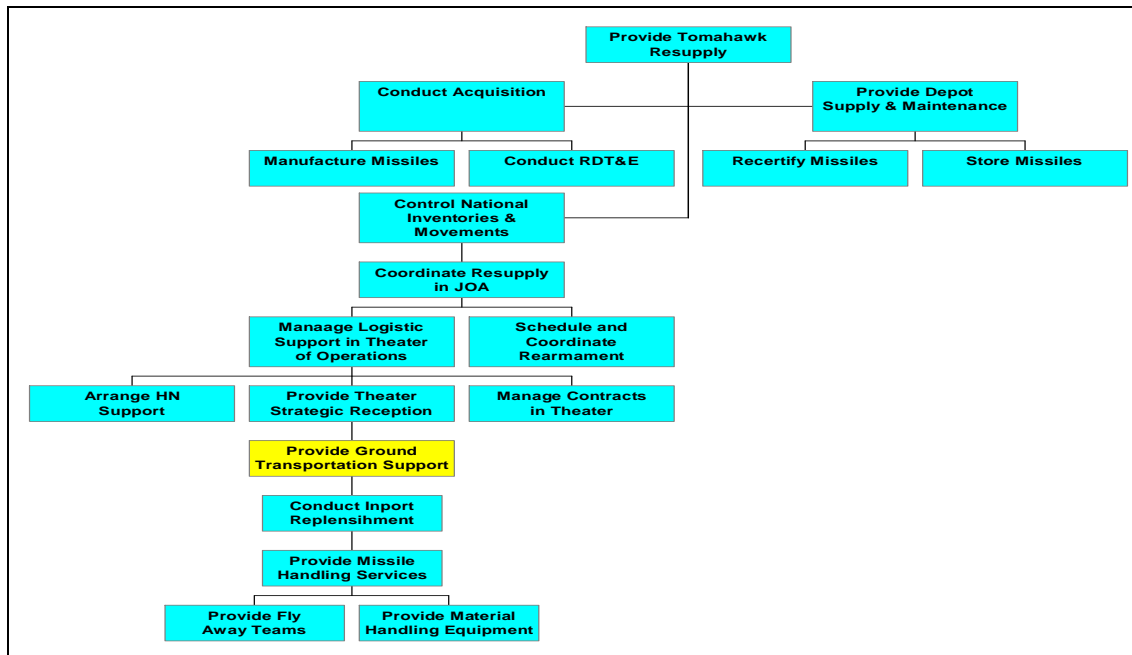 Provide Tomahawk
Resupply
Conduct Acquisition
Provide Depot
Supply & Maintenance
Manufacture Missiles
Conduct RDT&E
Recertify Missiles
Store Missiles
Control National
Inventories &
Movements
Coordinate Resupply
in JOA
Manaage Logistic
Support in Theater
of Operations
Schedule and
Coordinate
Rearmament
Arrange HN
Support
Provide Theater
Strategic Reception
Manage Contracts
in Theater
Provide Ground
Transportation Support
Conduct Inport
Replensihment
Provide Missile
Handling Services
Provide Fly
Away Teams
Provide Material
Handling Equipment